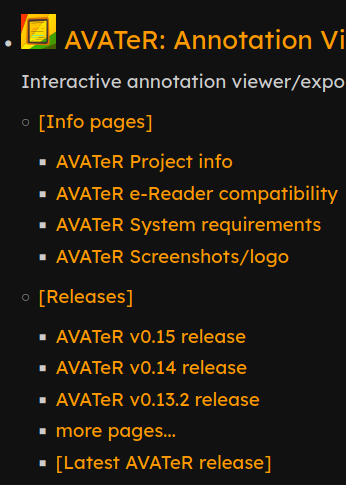 AVATeR: Annotation Vi
Interactive annotation viewer/expo
[Info pages]
AVATeR Project info
AVATeR e-Reader compatibility
AVATeR System requirements
AVATeR Screenshots/logo
[Releases]
AVATeR v0.15 release
AVATeR v0.14 release
AVATeR v0.13.2 release
more pages...
[Latest AVATeR release]